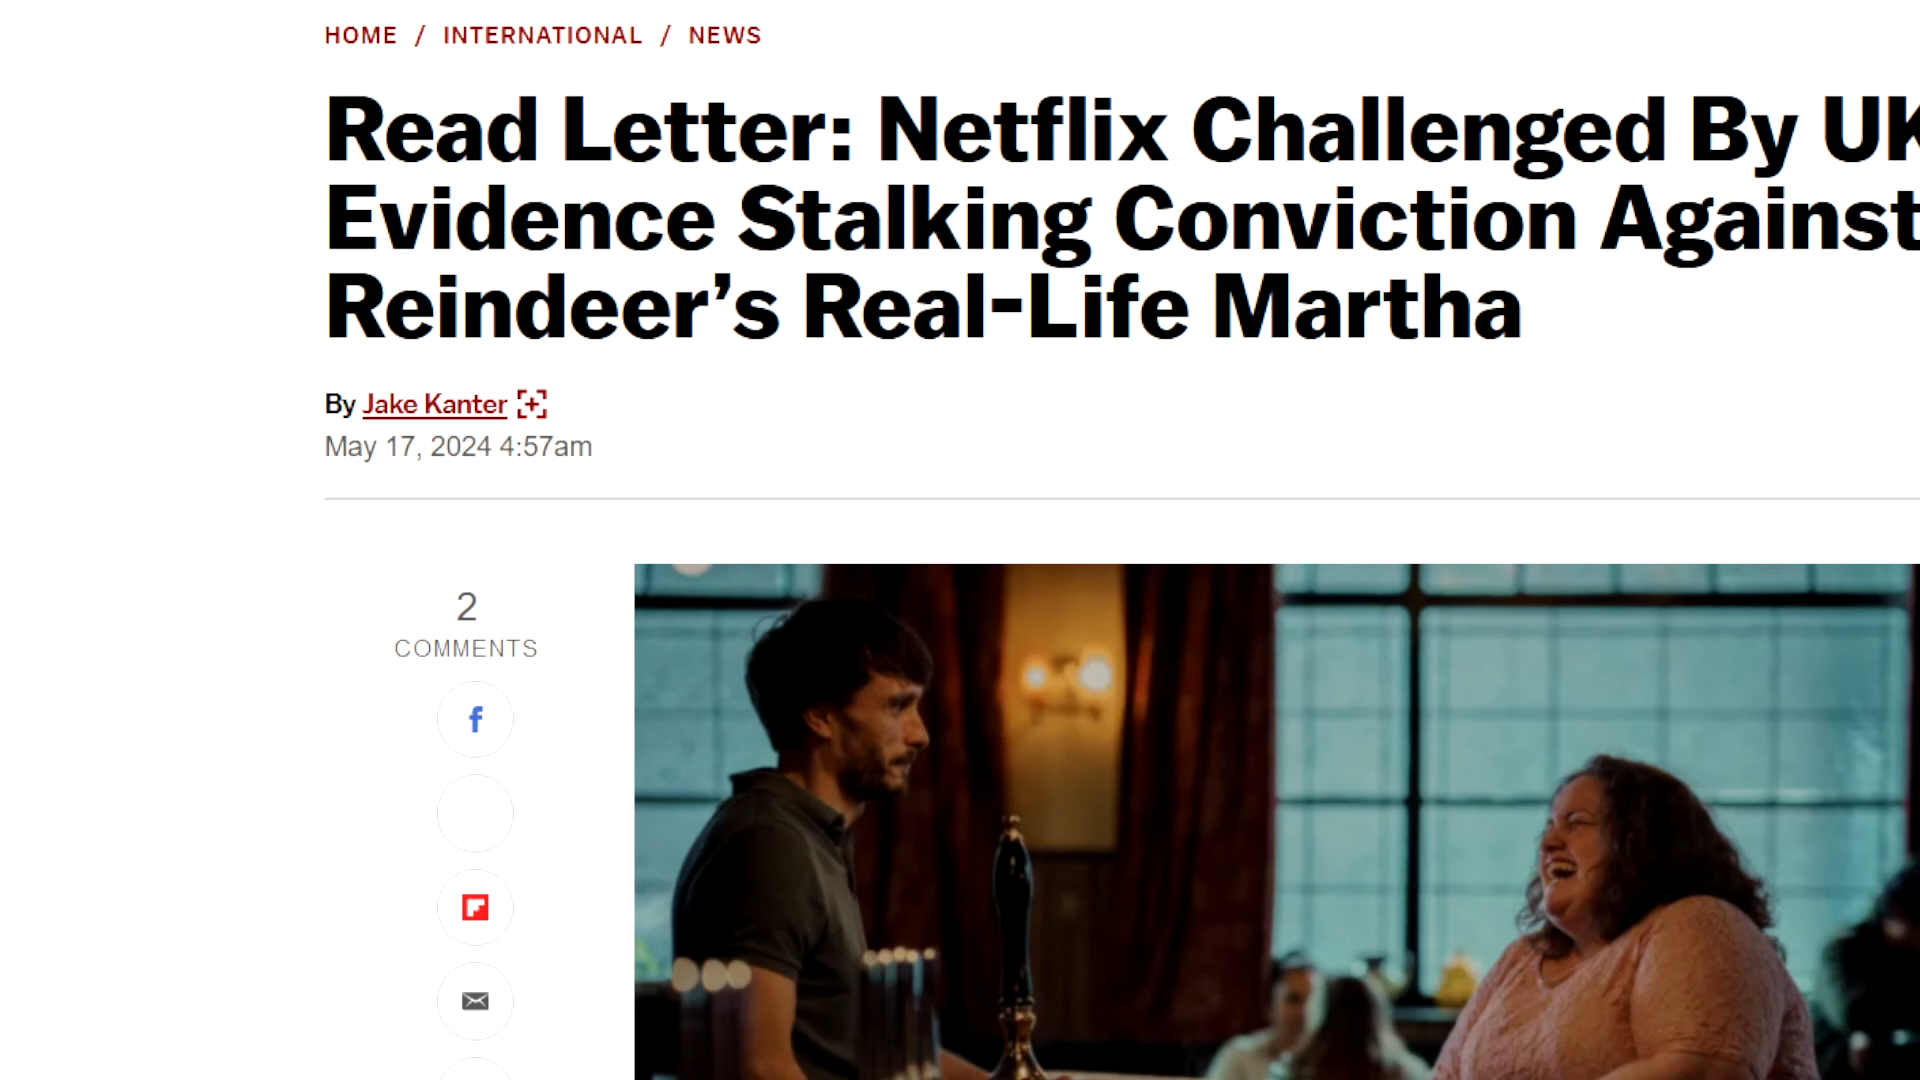 HOME / INTERNATIONAL / NEWS
Read Letter: Netflix Challenged By UK
Evidence Stalking Conviction Against
Reindeer’s Real-Life Martha
By Jake Kanter
May 17, 2024 4:57am
2
COMMENTS